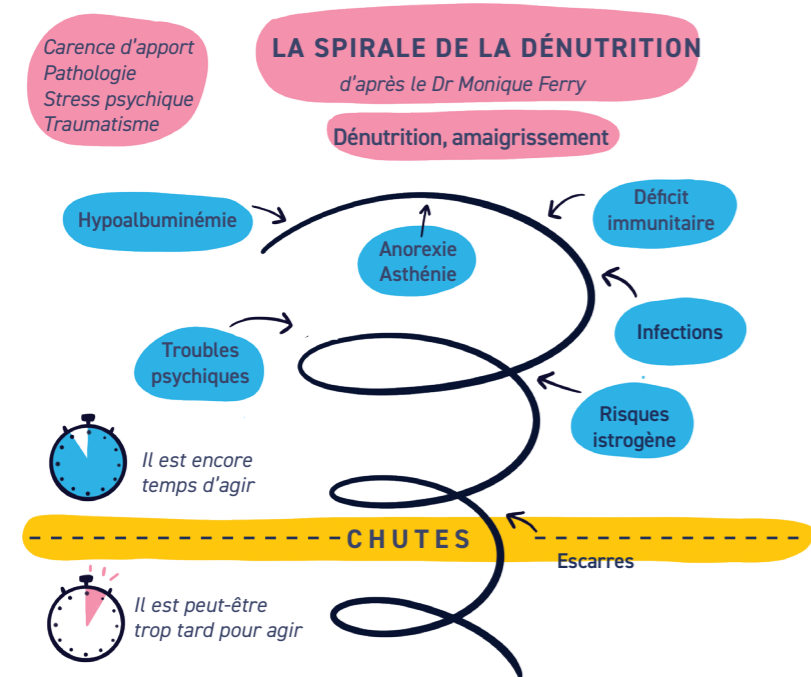 Carence d'apport
Pathologie
Stress psychique
Traumatisme
LA SPIRALE DE LA DÉNUTRITION
d'après le Dr Monique Ferry
Dénutrition, amaigrissement
Hypoalbuminémie
Anorexie
Asthénie
Déficit
immunitaire
Infections
Troubles
psychiques
Risques
istrogène
Il est encore
temps d'agir
CHUTES
Escarres
Il est peut-être
trop tard pour agir